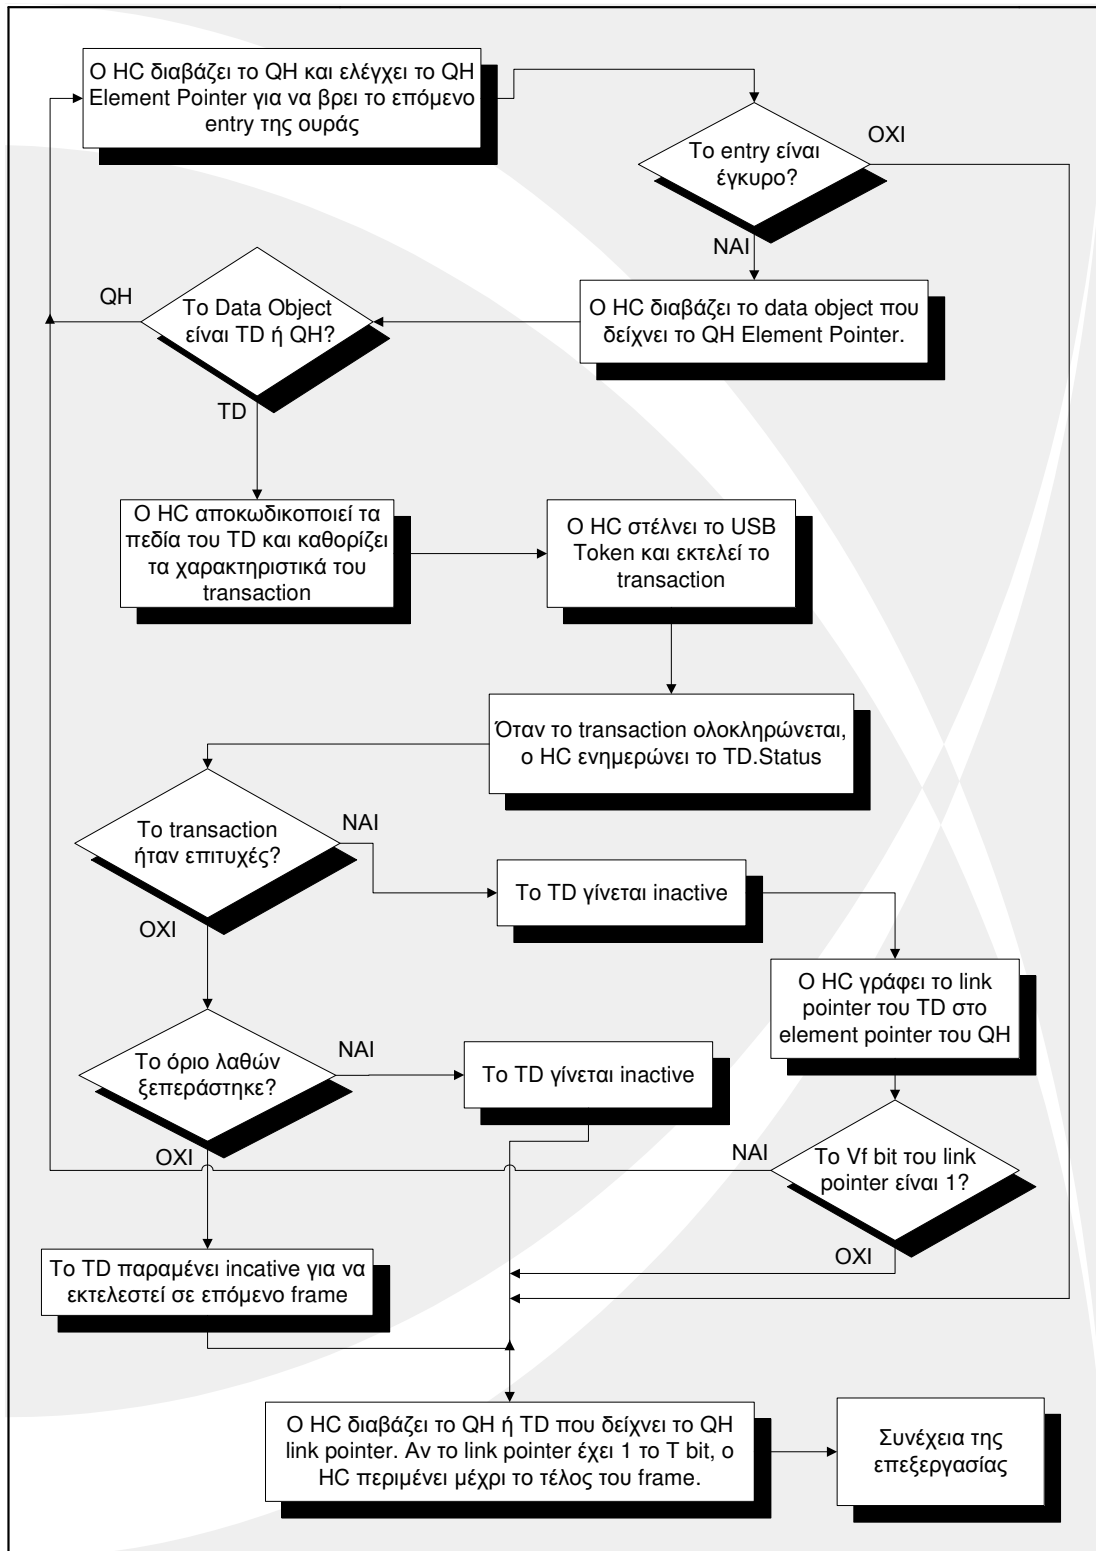 Ο HC διαβάζει το QH και ελέγχει το QH
Element Pointer για να βρει το επόμενο
entry της ουράς
Το entry είναι
έγκυρο?
ΟΧΙ
ΝΑΙ
Ο HC διαβάζει το data object που
δείχνει το QH Element Pointer.
Το Data Object
είναι TD ή QH?
QH
TD
Ο HC αποκωδικοποιεί τα
πεδία του TD και καθορίζει
τα χαρακτηριστικά του
transaction
Ο HC στέλνει το USB
Token και εκτελεί το
transaction
Όταν το transaction ολοκληρώνεται,
ο HC ενημερώνει το TD.Status
Το transaction
ήταν επιτυχές?
ΝΑΙ
ΟΧΙ
Το TD γίνεται inactive
Ο HC γράφει το link
pointer του TD στο
element pointer του QH
Το όριο λαθών
ξεπεράστηκε?
ΝΑΙ
ΟΧΙ
Το TD γίνεται inactive
Το Vf bit του link
pointer είναι 1?
ΝΑΙ
ΟΧΙ
Το TD παραμένει incative για να
εκτελεστεί σε επόμενο frame
Ο HC διαβάζει το QH ή TD που δείχνει το QH
link pointer. Αν το link pointer έχει 1 το T bit, ο
HC περιμένει μέχρι το τέλος του frame.
Συνέχεια της
επεξεργασίας